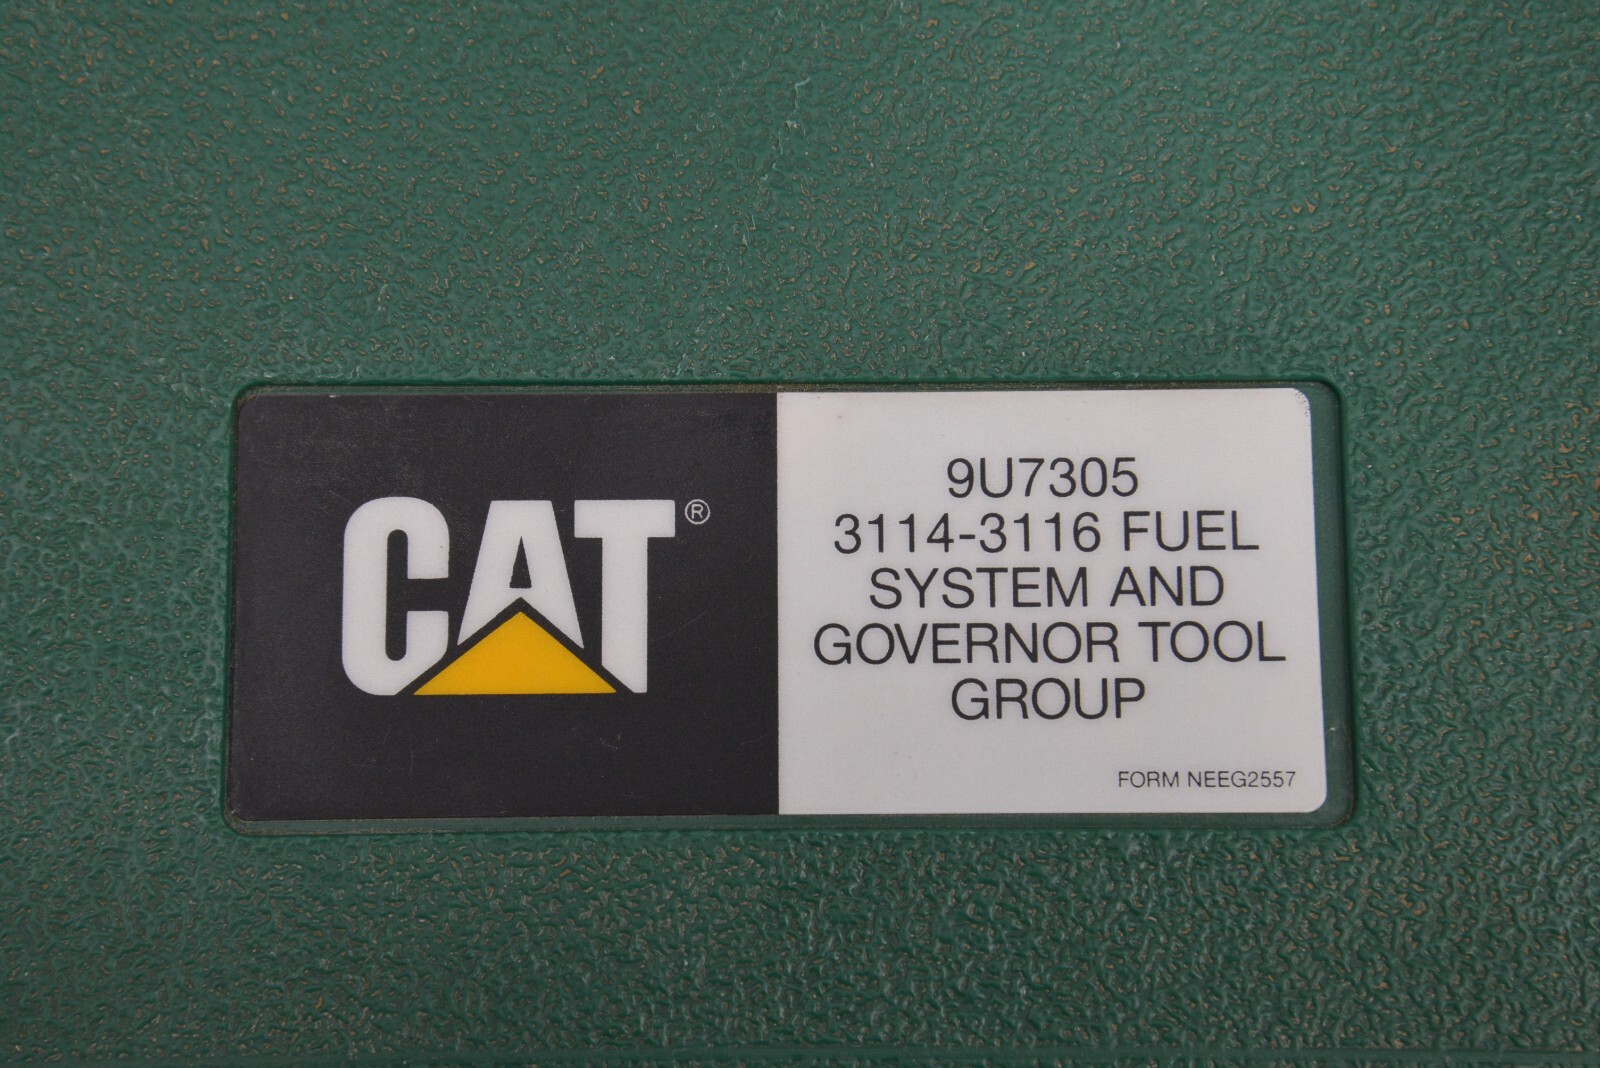 CAT®
9U7305
3114-3116 FUEL
SYSTEM AND
GOVERNOR TOOL
GROUP
FORM NEEG2557